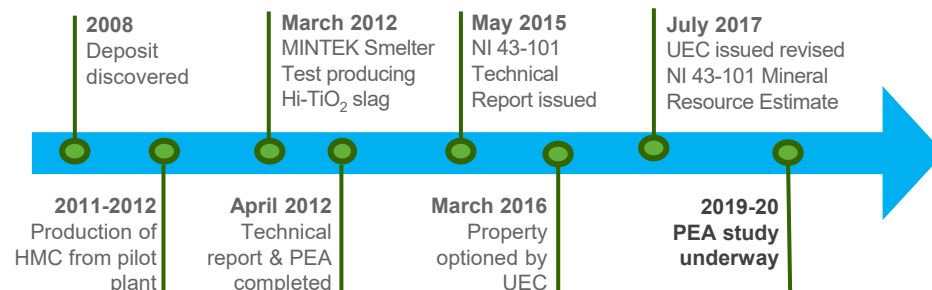 2008
Deposit
discovered
March 2012
MINTEK Smelter
Test producing
Hi-TiO₂ slag
May 2015
NI 43-101
Technical
Report issued
July 2017
UEC issued revised
NI 43-101 Mineral
Resource Estimate
2011-2012
Production of
HMC from pilot
plant
April 2012
Technical
report & PEA
completed
March 2016
Property
optioned by
UEC
2019-20
PEA study
underway